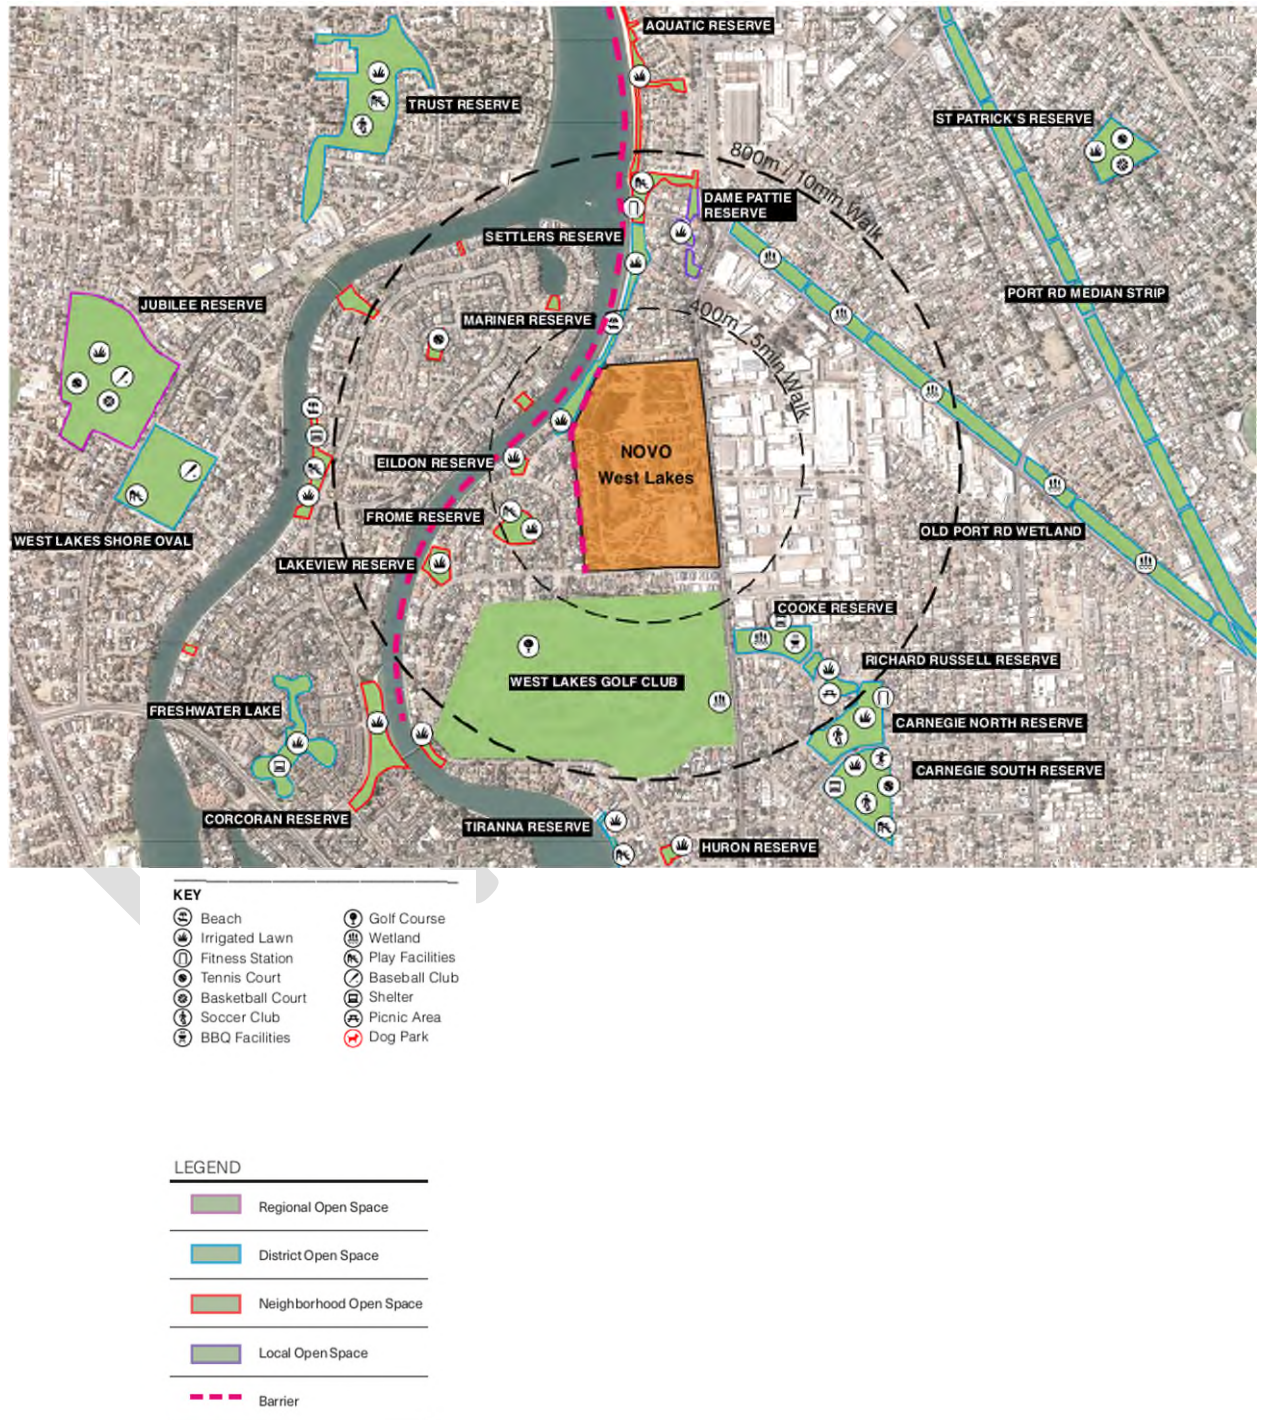 AQUATIC RESERVE
TRUST RESERVE
ST PATRICK'S RESERVE
800m / 10min Walk
DAME PATTIE
RESERVE
SETTLERS RESERVE
JUBILEE RESERVE
PORT RD MEDIAN STRIP
MARINER RESERVE
400m / 5min Walk
NOVO
West Lakes
EILDON RESERVE
FROME RESERVE
WEST LAKES SHORE OVAL
OLD PORT RD WETLAND
LAKEVIEW RESERVE
COOKE RESERVE
RICHARD RUSSELL RESERVE
WEST LAKES GOLF CLUB
FRESHWATER LAKE
CARNEGIE NORTH RESERVE
CARNEGIE SOUTH RESERVE
CORCORAN RESERVE
TIRANNA RESERVE
HURON RESERVE
KEY
Beach
Irrigated Lawn
Fitness Station
Tennis Court
Basketball Court
Soccer Club
BBQ Facilities
Golf Course
Wetland
Play Facilities
Baseball Club
Shelter
Picnic Area
Dog Park
LEGEND
Regional Open Space
District Open Space
Neighborhood Open Space
Local Open Space
Barrier